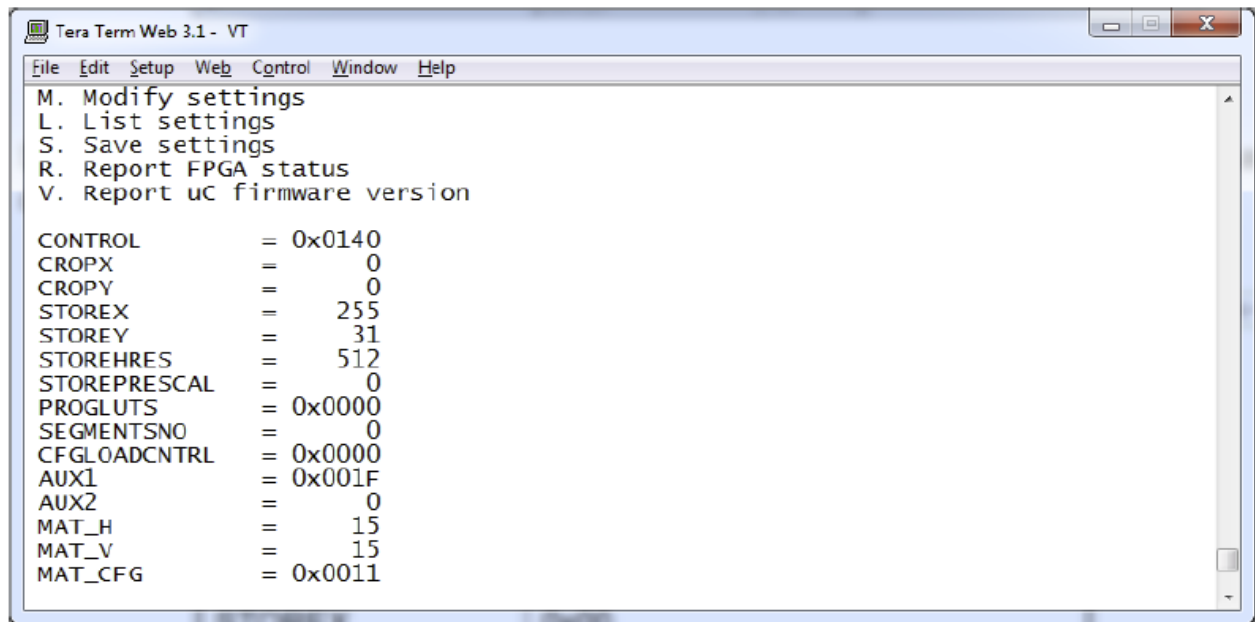 Tera Term Web 3.1 - VT
File Edit Setup Web Control Window Help
M. Modify settings
L. List settings
S. Save settings
R. Report FPGA status
V. Report uC firmware version
CONTROL = 0x0140
CROPX = 0
CROPY = 0
STOREX = 255
STOREY = 31
STOREHRES = 512
STOREPRESCAL = 0
PROGLUTS = 0x0000
SEGMENTSNO = 0
CFGLOADCNTRL = 0x0000
AUX1 = 0x001F
AUX2 = 0
MAT_H = 15
MAT_V = 15
MAT_CFG = 0x0011